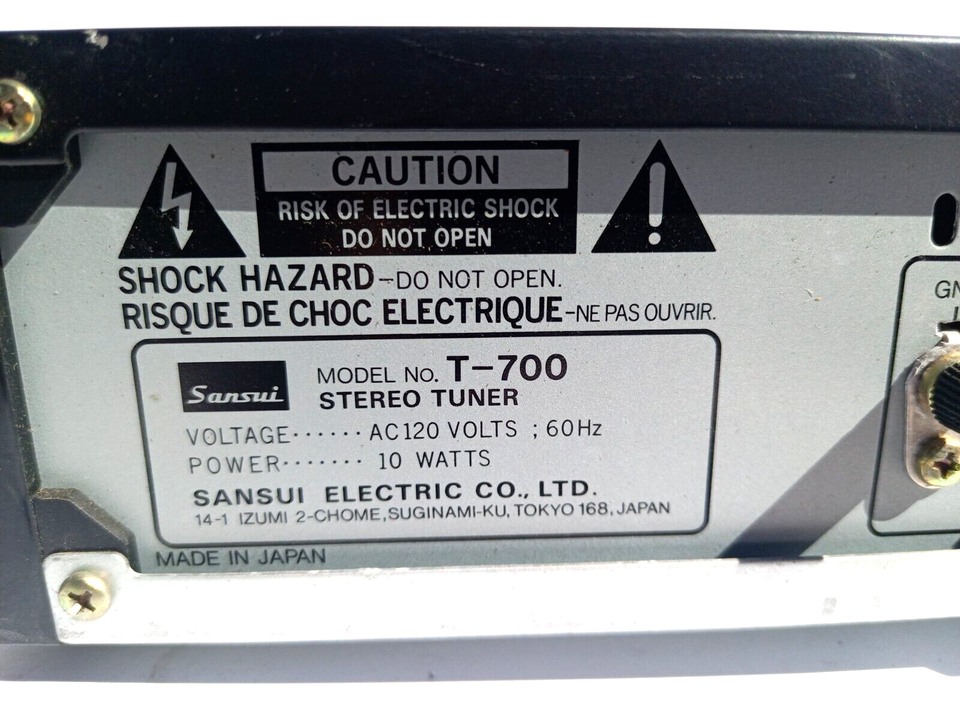 CAUTION
RISK OF ELECTRIC SHOCK
DO NOT OPEN
SHOCK HAZARD-DO NOT OPEN.
RISQUE DE CHOC ELECTRIQUE-NE PAS OUVRIR.
Sansui
MODEL No. T-700
STEREO TUNER
VOLTAGE······AC120 VOLTS ; 60Hz
POWER······· 10 WATTS
SANSUI ELECTRIC CO., LTD.
14-1 IZUMI 2-CHOME, SUGINAMI-KU, TOKYO 168, JAPAN
MADE IN JAPAN